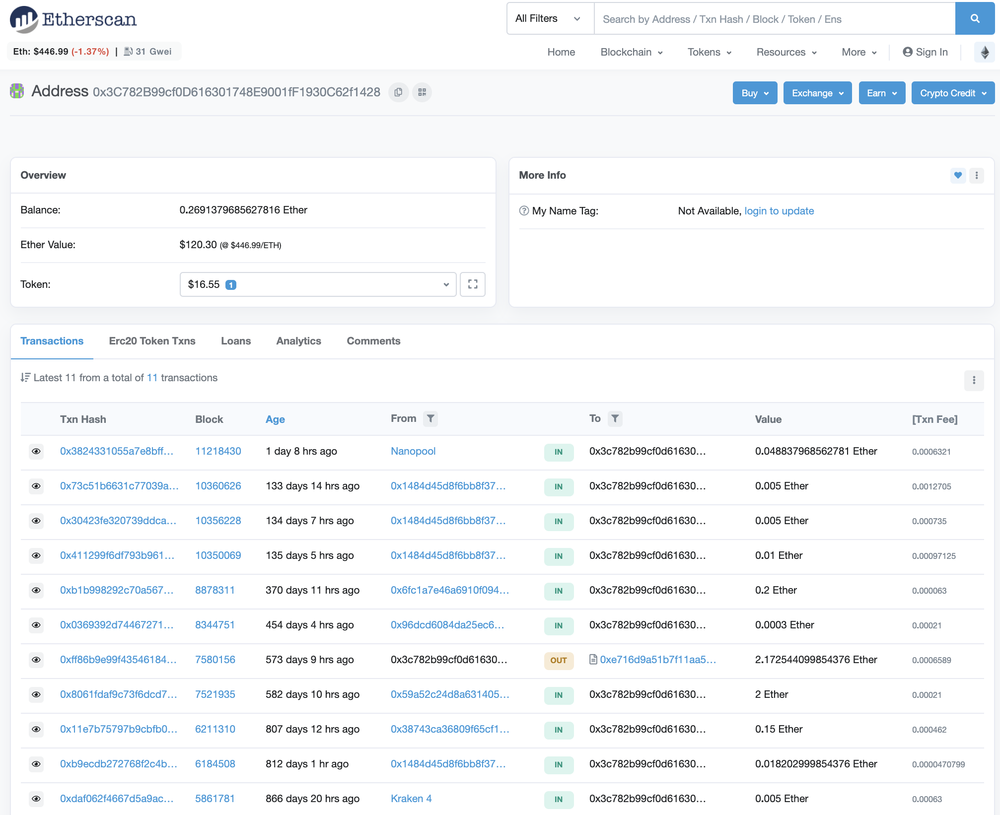 Etherscan
All Filters
Search by Address / Txn Hash / Block / Token / Ens
Eth: $446.99 (-1.37%) | 31 Gwei
Home Blockchain Tokens Resources More Sign In
Address 0x3C782B99cf0D616301748E9001fF1930C62f1428
Buy Exchange Earn Crypto Credit
Overview
Balance: 0.2691379685627816 Ether
Ether Value: $120.30 (@ $446.99/ETH)
Token: $16.55 1
More Info
My Name Tag: Not Available, login to update
Transactions Erc20 Token Txns Loans Analytics Comments
Latest 11 from a total of 11 transactions
Txn Hash Block Age From To Value [Txn Fee]
0x3824331055a7e8bff... 11218430 1 day 8 hrs ago Nanopool IN 0x3c782b99cf0d61630... 0.048837968562781 Ether 0.0006321
0x73c51b6631c77039a... 10360626 133 days 14 hrs ago 0x1484d45d8f6bb8f37... IN 0x3c782b99cf0d61630... 0.005 Ether 0.0012705
0x30423fe320739ddca... 10356228 134 days 7 hrs ago 0x1484d45d8f6bb8f37... IN 0x3c782b99cf0d61630... 0.005 Ether 0.000735
0x411299f6df793b961... 10350069 135 days 5 hrs ago 0x1484d45d8f6bb8f37... IN 0x3c782b99cf0d61630... 0.01 Ether 0.00097125
0xb1b998292c70a567... 8878311 370 days 11 hrs ago 0x6fc1a7e46a6910f094... IN 0x3c782b99cf0d61630... 0.2 Ether 0.000063
0x0369392d74467271... 8344751 454 days 4 hrs ago 0x96dcd6084da25ec6... IN 0x3c782b99cf0d61630... 0.0003 Ether 0.00021
0xff86b9e99f43546184... 7580156 573 days 9 hrs ago 0x3c782b99cf0d61630... OUT 0xe716d9a51b7f11aa5... 2.172544099854376 Ether 0.0006589
0x8061fdaf9c73f6dcd7... 7521935 582 days 10 hrs ago 0x59a52c24d8a631405... IN 0x3c782b99cf0d61630... 2 Ether 0.00021
0x11e7b75797b9cbfb0... 6211310 807 days 12 hrs ago 0x38743ca36809f65cf1... IN 0x3c782b99cf0d61630... 0.15 Ether 0.000462
0xb9ecdb272768f2c4b... 6184508 812 days 1 hr ago 0x1484d45d8f6bb8f37... IN 0x3c782b99cf0d61630... 0.018202999854376 Ether 0.0000470799
0xdaf062f4667d5a9ac... 5861781 866 days 20 hrs ago Kraken 4 IN 0x3c782b99cf0d61630... 0.005 Ether 0.00063